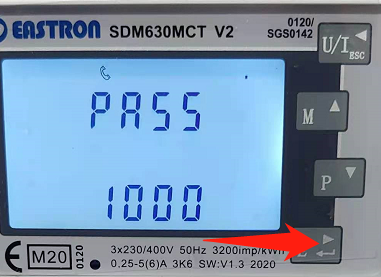 EASTRON SDM630MCT V2
0120/
SGS0142
U/I ESC
PASS
M
1000
P
CE M20 0120
3x230/400V 50Hz 3200imp/kWh
0.25-5(6)A 3K6 SW:V1.3 2020